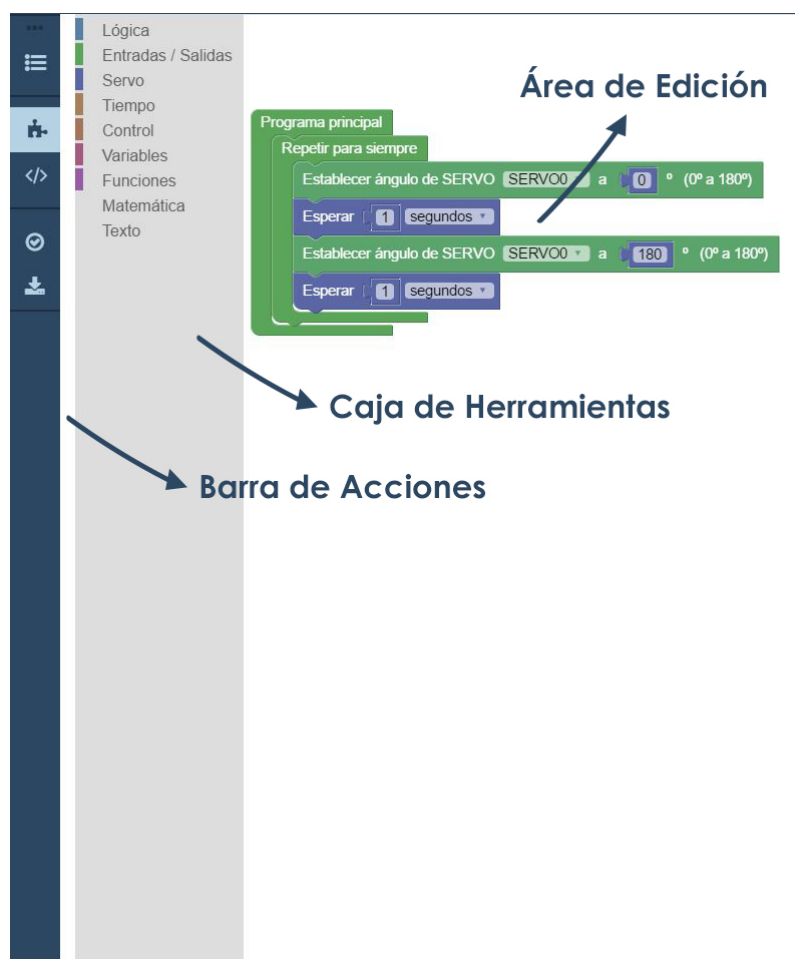 Lógica
Entradas / Salidas
Servo
Tiempo
Control
Variables
Funciones
Matemática
Texto
Área de Edición
Programa principal
Repetir para siempre
Establecer ángulo de SERVO SERVO0 a 0 º (0º a 180º)
Esperar 1 segundos
Establecer ángulo de SERVO SERVO0 a 180 º (0º a 180º)
Esperar 1 segundos
Caja de Herramientas
Barra de Acciones